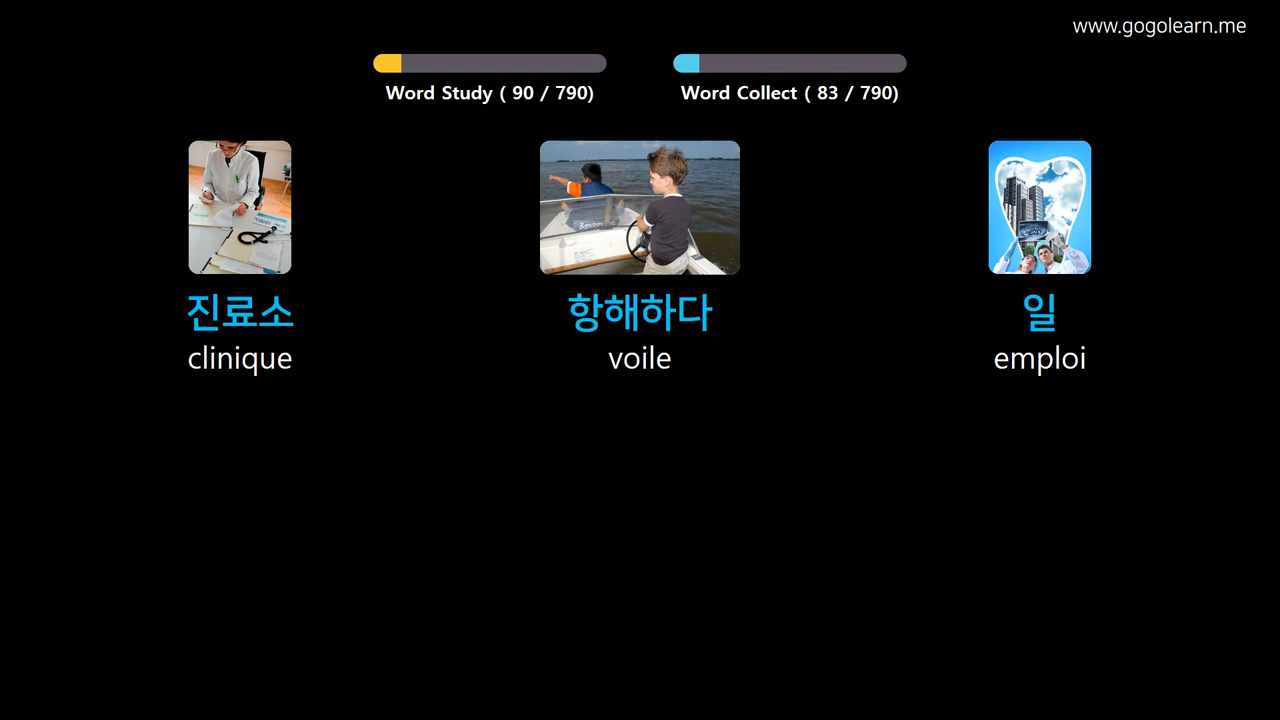 www.gogolearn.me
Word Study ( 90 / 790)
Word Collect ( 83 / 790)
진료소
항해하다
일
clinique
voile
emploi